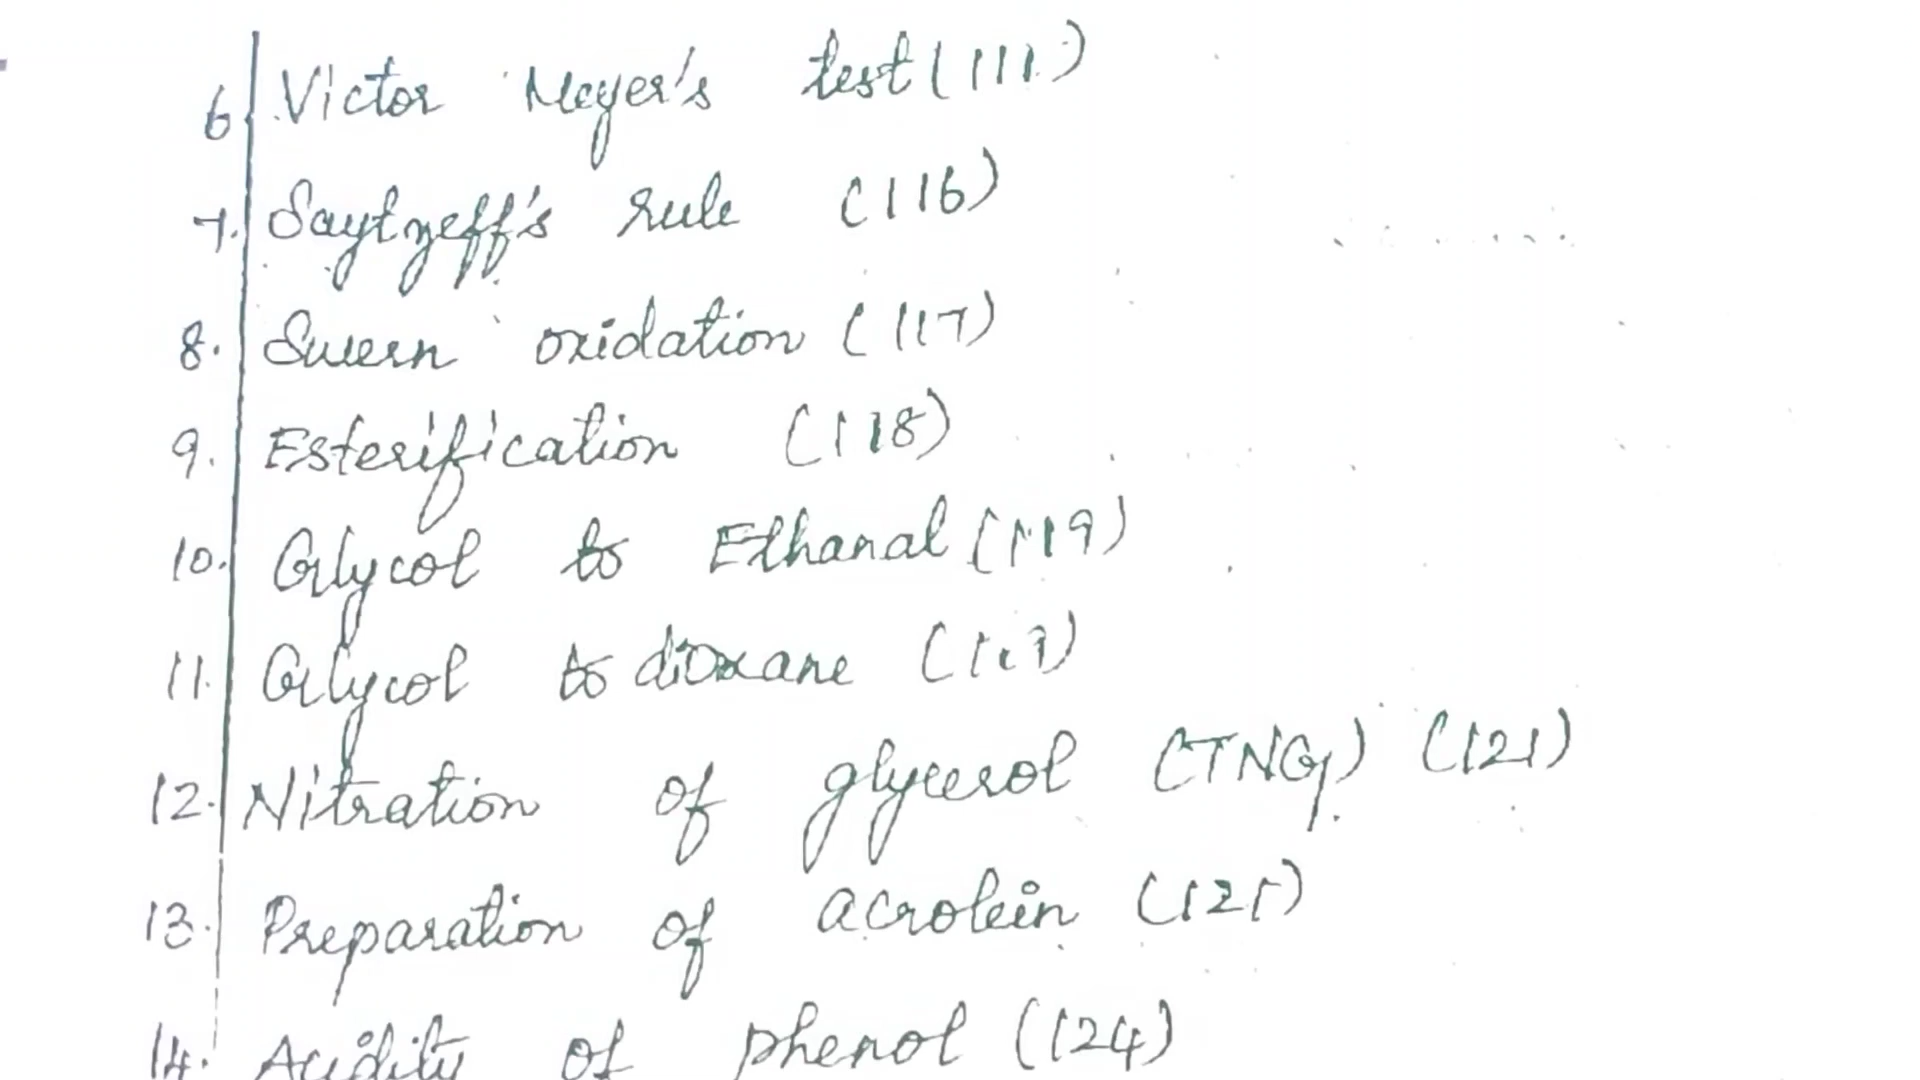 6. Victor Meyer's test (111)
7. Saytzeff's rule (116)
8. Swern oxidation (117)
9. Esterification (118)
10. Glycol to Ethanal (119)
11. Glycol to dioxane
12. Nitration of glycerol (TNG) (121)
13. Preparation of acrolein (121)
14. Acidity of phenol (124)